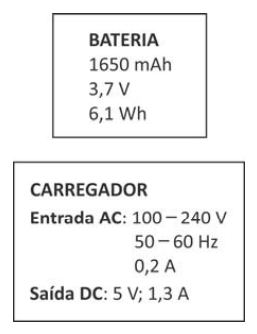 BATERIA
1650 mAh
3,7 V
6,1 Wh
CARREGADOR
Entrada AC: 100 – 240 V
50 – 60 Hz
0,2 A
Saída DC: 5 V; 1,3 A